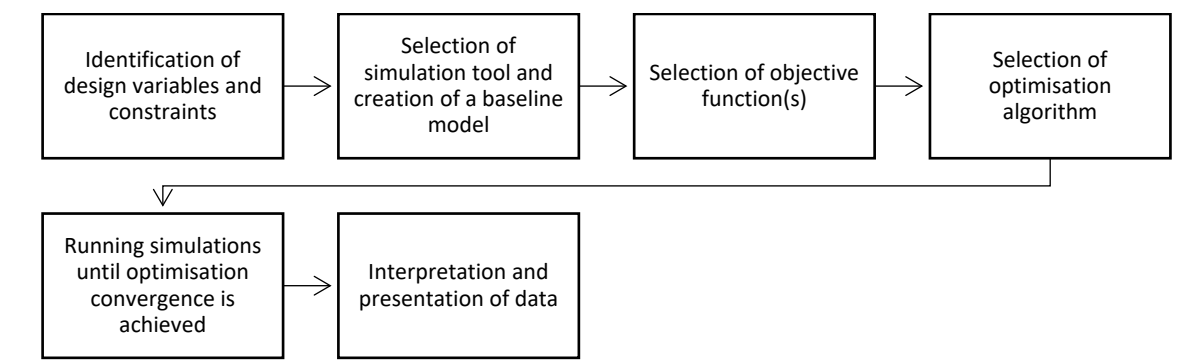 Identification of
design variables and
constraints
Selection of
simulation tool and
creation of a baseline
model
Selection of objective
function(s)
Selection of
optimisation
algorithm
Running simulations
until optimisation
convergence is
achieved
Interpretation and
presentation of data